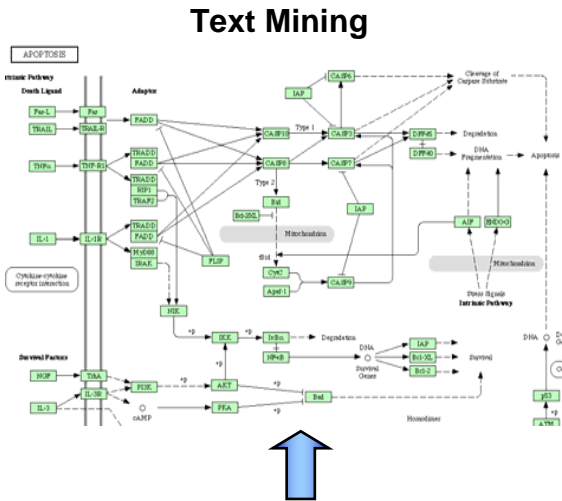 Text Mining
APOPTOSIS
Pathway
Death Ligand
Adaptor
Cleavage of
Caspase Substrate
Fas-L
Fas
FADD
IAP
CASP6
TRAIL
TRAIL-R
CASP10
Type 1
CASP3
DFF45
Degradation
DNA
Fragmentation
Apoptosis
TNFα
TNF-R1
TRADD
FADD
CASP8
CASP7
DFF40
TRADD
RIP1
TRAF2
Type 2
Bid
Bcl-XL
IAP
Mitochondrion
AIF
ENDO-G
IL-1
IL-1R
TRADD
FADD
MyD88
IRAK
FLIP
tBid
CytC
Apaf-1
CASP9
Mitochondrion
Cytokine-cytokine
receptor interaction
Stress Signals
Intrinsic Pathway
NIK
IKK
+p
+p
IκBα
Degradation
NFκB
DNA
Survival
Genes
IAP
Bcl-XL
Bcl-2
Survival
DNA
Survival Factors
NGF
TrkA
PI3K
+p
AKT
+p
Bad
IL-3
IL-3R
cAMP
PKA
+p
p53
+p
ATM